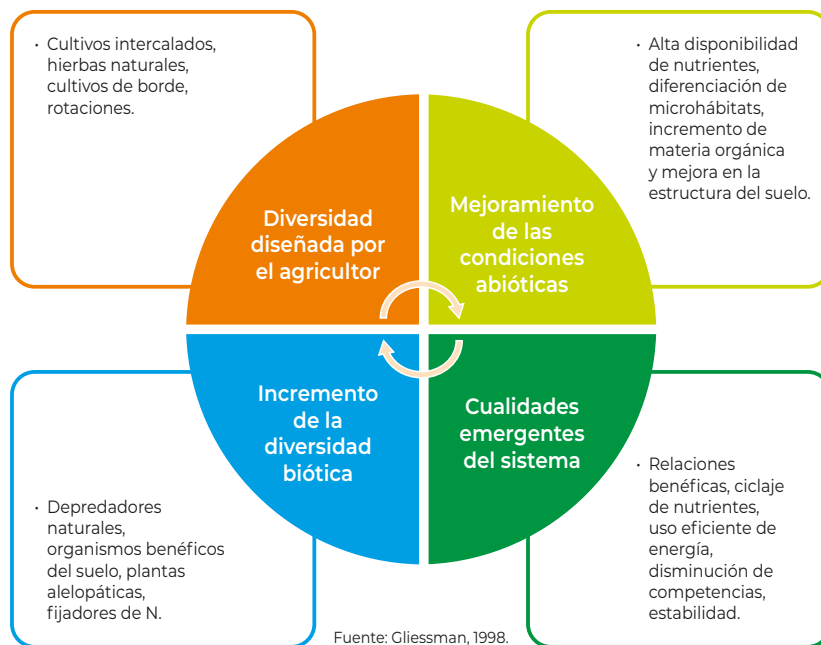 · Cultivos intercalados,
hierbas naturales,
cultivos de borde,
rotaciones.
· Alta disponibilidad
de nutrientes,
diferenciación de
microhábitats,
incremento de
materia orgánica
y mejora en la
estructura del suelo.
Diversidad
diseñada por
el agricultor
Mejoramiento
de las
condiciones
abióticas
Incremento
de la
diversidad
biótica
Cualidades
emergentes
del sistema
· Depredadores
naturales,
organismos benéficos
del suelo, plantas
alelopáticas,
fijadores de N.
· Relaciones
benéficas, ciclaje
de nutrientes,
uso eficiente de
energía,
disminución de
competencias,
estabilidad.
Fuente: Gliessman, 1998.